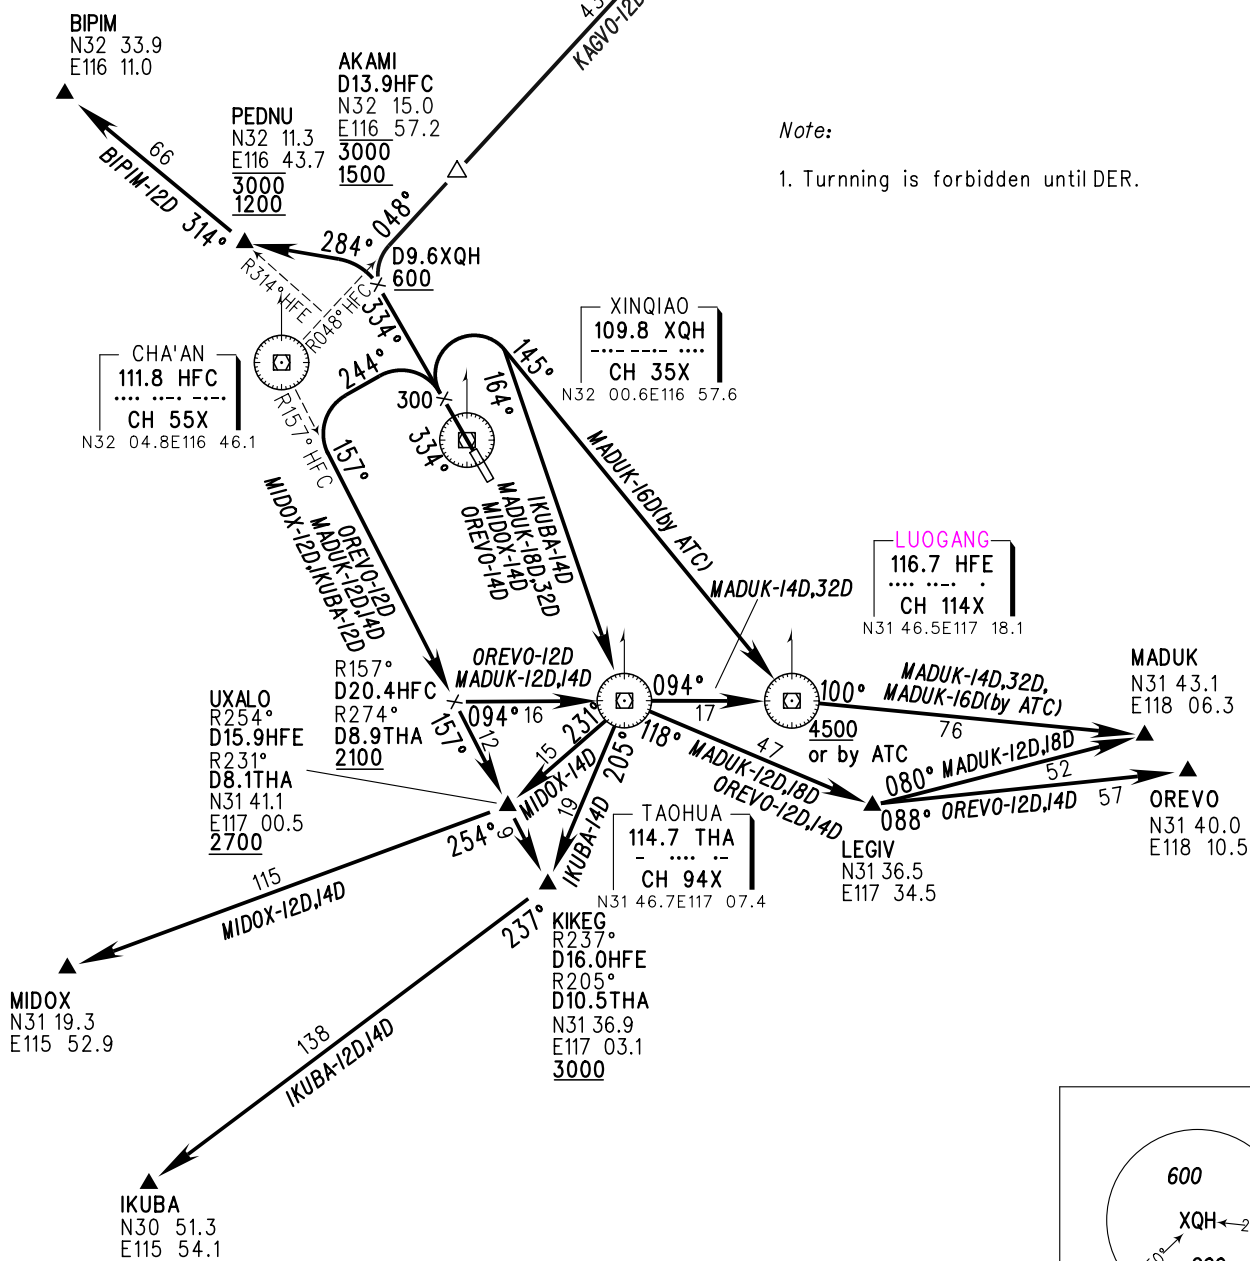 BIPIM
N32 33.9
E116 11.0
66
BIPIM-12D 314°
PEDNU
N32 11.3
E116 43.7
3000
1200
AKAMI
D13.9HFC
N32 15.0
E116 57.2
3000
1500
KAGVO-12D
Note:
1. Turnning is forbidden until DER.
048°
284°
D9.6XQH
600
R314°HFE
R048°HFC
334°
CHA'AN
111.8 HFC
.... ..-. -.-.
CH 55X
N32 04.8E116 46.1
R157°HFC
244°
300
334°
157°
XINQIAO
109.8 XQH
-..- --.- ....
CH 35X
N32 00.6E116 57.6
145°
164°
MADUK-16D(by ATC)
IKUBA-14D
MADUK-18D,32D
MIDOX-14D
OREVO-14D
OREVO-12D
MADUK-12D,14D
MIDOX-12D,IKUBA-12D
LUOGANG
116.7 HFE
.... ..-. .
CH 114X
N31 46.5E117 18.1
MADUK-14D,32D
OREVO-12D
MADUK-12D,14D
094° 16
R157°
D20.4HFC
R274°
D8.9THA
2100
157°
12
UXALO
R254°
D15.9HFE
R231°
D8.1THA
N31 41.1
E117 00.5
2700
094°
17
231°
15
MIDOX-14D
205°
19
IKUBA-14D
118°
47
MADUK-12D,18D
OREVO-12D,14D
100°
MADUK-14D,32D,
MADUK-16D(by ATC)
76
4500
or by ATC
MADUK
N31 43.1
E118 06.3
080° MADUK-12D,18D
52
088° OREVO-12D,14D
57
OREVO
N31 40.0
E118 10.5
LEGIV
N31 36.5
E117 34.5
TAOHUA
114.7 THA
- .... .-
CH 94X
N31 46.7E117 07.4
254°
9
115
MIDOX-12D,14D
MIDOX
N31 19.3
E115 52.9
KIKEG
R237°
D16.0HFE
R205°
D10.5THA
N31 36.9
E117 03.1
3000
237°
138
IKUBA-12D,14D
IKUBA
N30 51.3
E115 54.1
600
XQH